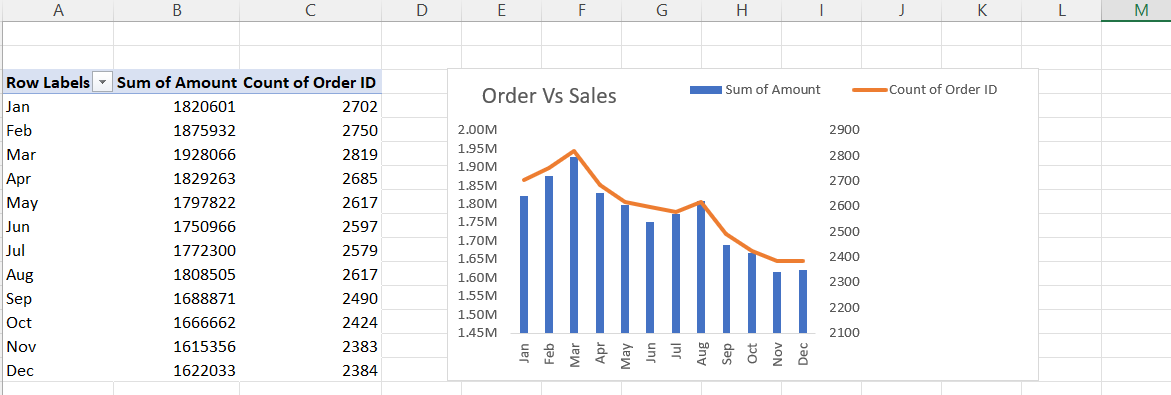 A B C D E F G H I J K L M
Row Labels Sum of Amount Count of Order ID
Jan 1820601 2702
Feb 1875932 2750
Mar 1928066 2819
Apr 1829263 2685
May 1797822 2617
Jun 1750966 2597
Jul 1772300 2579
Aug 1808505 2617
Sep 1688871 2490
Oct 1666662 2424
Nov 1615356 2383
Dec 1622033 2384
Order Vs Sales
Sum of Amount Count of Order ID
2.00M 2900
1.95M
1.90M 2800
1.85M 2700
1.80M 2600
1.75M
1.70M 2500
1.65M 2400
1.60M 2300
1.55M
1.50M 2200
1.45M 2100
Jan Feb Mar Apr May Jun Jul Aug Sep Oct Nov Dec